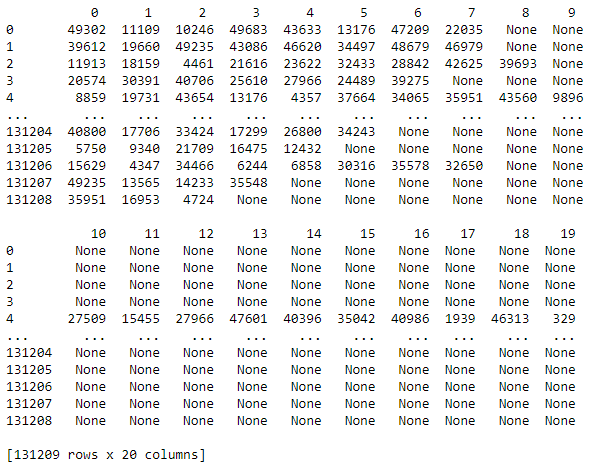 0 1 2 3 4 5 6 7 8 9
0 49302 11109 10246 49683 43633 13176 47209 22035 None None
1 39612 19660 49235 43086 46620 34497 48679 46979 None None
2 11913 18159 4461 21616 23622 32433 28842 42625 39693 None
3 20574 30391 40706 25610 27966 24489 39275 None None None
4 8859 19731 43654 13176 4357 37664 34065 35951 43560 9896
... ... ... ... ... ... ... ... ... ... ...
131204 40800 17706 33424 17299 26800 34243 None None None None
131205 5750 9340 21709 16475 12432 None None None None None
131206 15629 4347 34466 6244 6858 30316 35578 32650 None None
131207 49235 13565 14233 35548 None None None None None None
131208 35951 16953 4724 None None None None None None None
10 11 12 13 14 15 16 17 18 19
0 None None None None None None None None None None
1 None None None None None None None None None None
2 None None None None None None None None None None
3 None None None None None None None None None None
4 27509 15455 27966 47601 40396 35042 40986 1939 46313 329
... ... ... ... ... ... ... ... ... ... ...
131204 None None None None None None None None None None
131205 None None None None None None None None None None
131206 None None None None None None None None None None
131207 None None None None None None None None None None
131208 None None None None None None None None None None
[131209 rows x 20 columns]